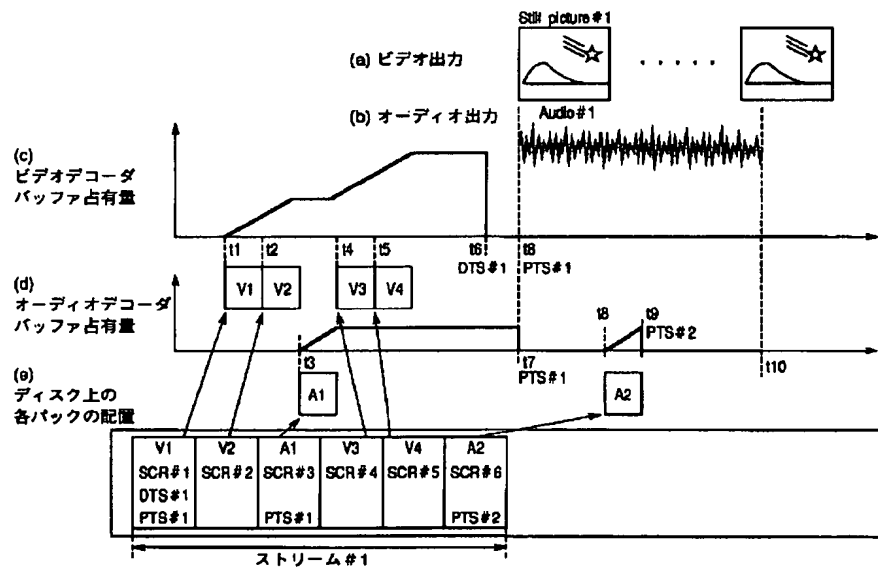 Still picture#1
(a) ビデオ出力
(b) オーディオ出力
Audio#1
(c)
ビデオデコーダ
バッファ占有量
t1 t2 t4 t5 t6 t6
DTS#1 PTS#1
(d)
オーディオデコーダ
バッファ占有量
V1 V2 V3 V4
t8 t9
PTS#2
t3 t7 t10
PTS#1
(e)
ディスク上の
各パックの配置
A1 A2
V1 V2 A1 V3 V4 A2
SCR#1 SCR#2 SCR#3 SCR#4 SCR#5 SCR#6
DTS#1
PTS#1 PTS#1 PTS#2
ストリーム#1